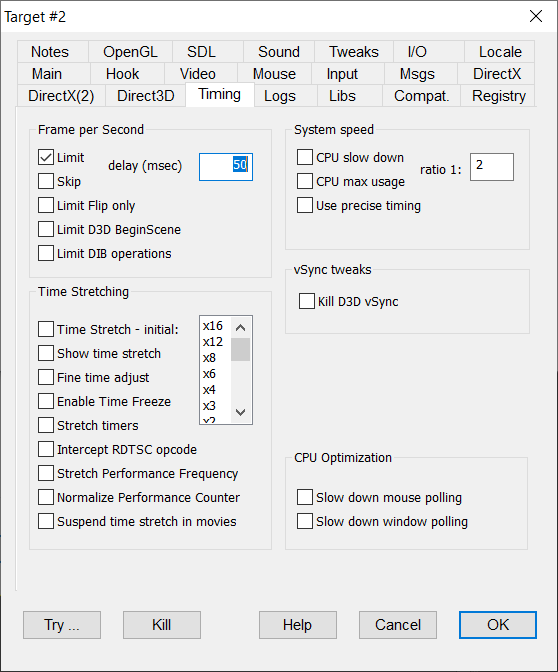 Target #2
Notes OpenGL SDL Sound Tweaks I/O Locale
Main Hook Video Mouse Input Msgs DirectX
DirectX(2) Direct3D Timing Logs Libs Compat. Registry
Frame per Second
Limit delay (msec) 50
Skip
Limit Flip only
Limit D3D BeginScene
Limit DIB operations
System speed
CPU slow down ratio 1: 2
CPU max usage
Use precise timing
vSync tweaks
Kill D3D vSync
Time Stretching
Time Stretch - initial:
Show time stretch
Fine time adjust
Enable Time Freeze
Stretch timers
Intercept RDTSC opcode
Stretch Performance Frequency
Normalize Performance Counter
Suspend time stretch in movies
x16
x12
x8
x6
x4
x3
x2
CPU Optimization
Slow down mouse polling
Slow down window polling
Try ... Kill Help Cancel OK